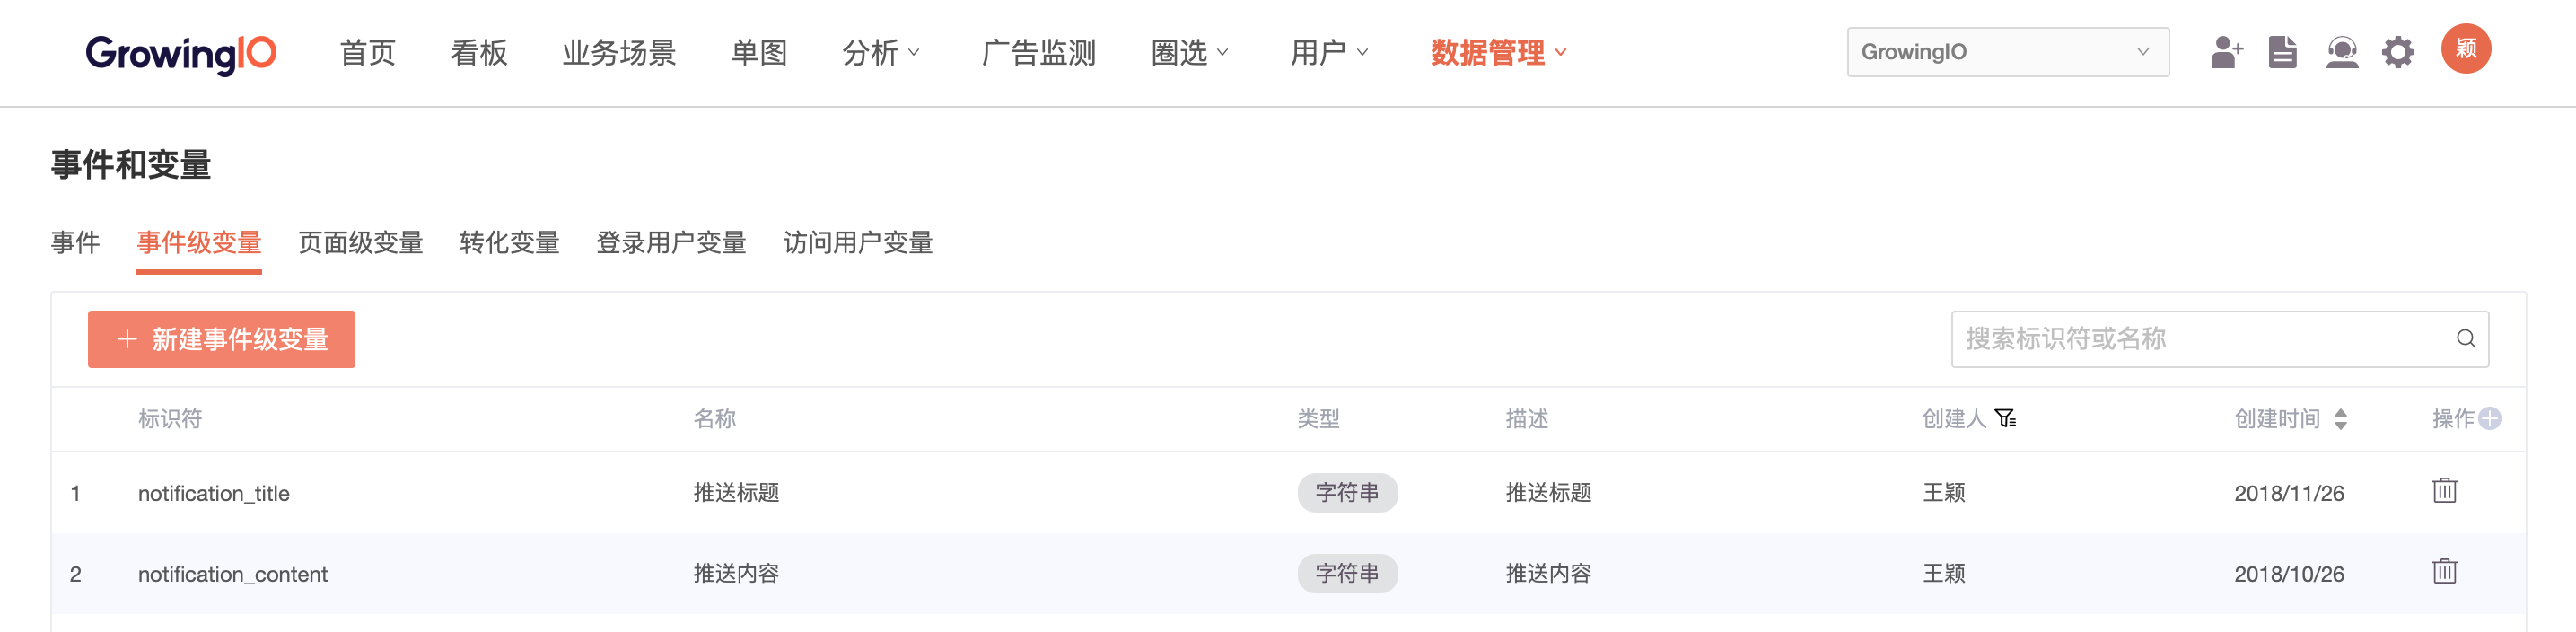 GrowingIO 首页 看板 业务场景 单图 分析 广告监测 圈选 用户 数据管理 GrowingIO 颖
事件和变量
事件 事件级变量 页面级变量 转化变量 登录用户变量 访问用户变量
+ 新建事件级变量 搜索标识符或名称
标识符 名称 类型 描述 创建人 创建时间 操作
1 notification_title 推送标题 字符串 推送标题 王颖 2018/11/26
2 notification_content 推送内容 字符串 推送内容 王颖 2018/10/26